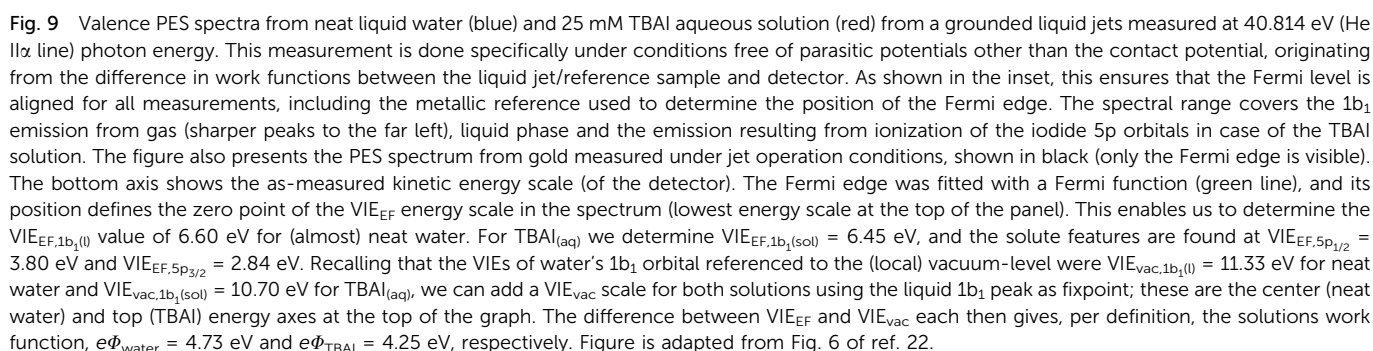 Fig. 9 Valence PES spectra from neat liquid water (blue) and 25 mM TBAI aqueous solution (red) from a grounded liquid jets measured at 40.814 eV (He
IIα line) photon energy. This measurement is done specifically under conditions free of parasitic potentials other than the contact potential, originating
from the difference in work functions between the liquid jet/reference sample and detector. As shown in the inset, this ensures that the Fermi level is
aligned for all measurements, including the metallic reference used to determine the position of the Fermi edge. The spectral range covers the 1b₁
emission from gas (sharper peaks to the far left), liquid phase and the emission resulting from ionization of the iodide 5p orbitals in case of the TBAI
solution. The figure also presents the PES spectrum from gold measured under jet operation conditions, shown in black (only the Fermi edge is visible).
The bottom axis shows the as-measured kinetic energy scale (of the detector). The Fermi edge was fitted with a Fermi function (green line), and its
position defines the zero point of the VIE_EF energy scale in the spectrum (lowest energy scale at the top of the panel). This enables us to determine the
VIE_EF,1b₁(l) value of 6.60 eV for (almost) neat water. For TBAI(aq) we determine VIE_EF,1b₁(sol) = 6.45 eV, and the solute features are found at VIE_EF,5p1/2 =
3.80 eV and VIE_EF,5p3/2 = 2.84 eV. Recalling that the VIEs of water's 1b₁ orbital referenced to the (local) vacuum-level were VIE_vac,1b₁(l) = 11.33 eV for neat
water and VIE_vac,1b₁(sol) = 10.70 eV for TBAI(aq), we can add a VIE_vac scale for both solutions using the liquid 1b₁ peak as fixpoint; these are the center (neat
water) and top (TBAI) energy axes at the top of the graph. The difference between VIE_EF and VIE_vac each then gives, per definition, the solutions work
function, eΦ_water = 4.73 eV and eΦ_TBAI = 4.25 eV, respectively. Figure is adapted from Fig. 6 of ref. 22.